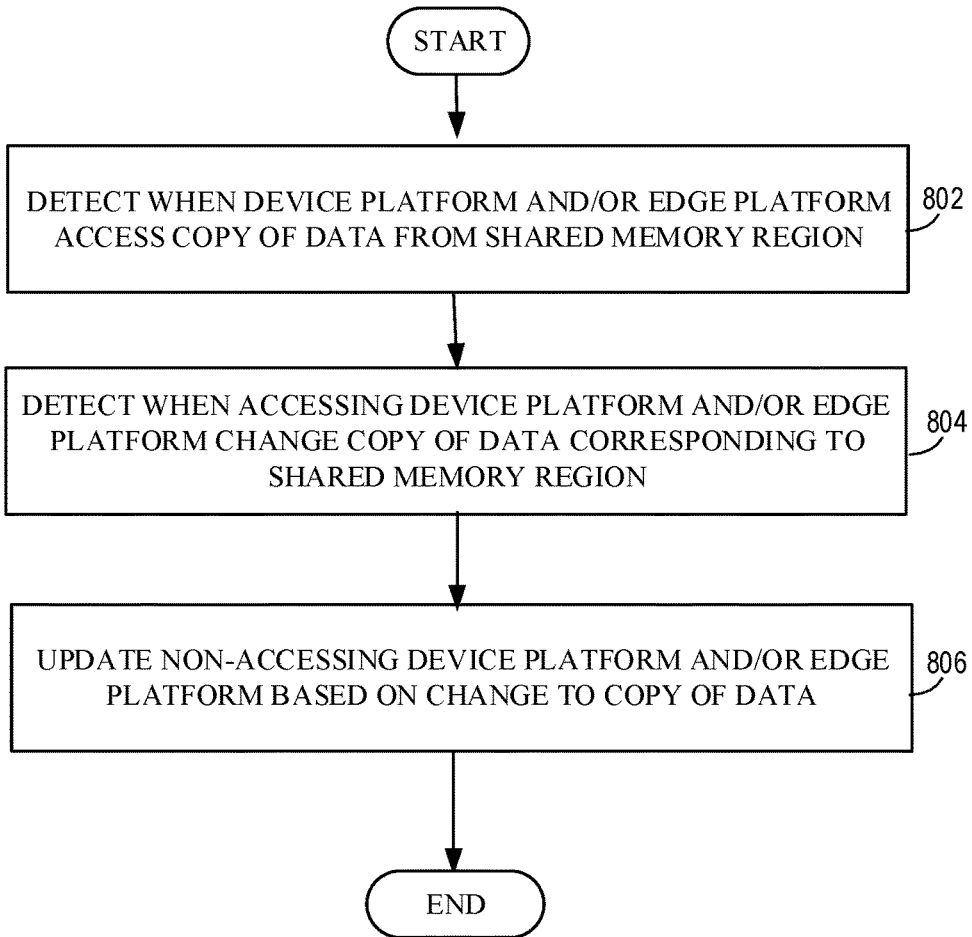 START
DETECT WHEN DEVICE PLATFORM AND/OR EDGE PLATFORM
ACCESS COPY OF DATA FROM SHARED MEMORY REGION
802
DETECT WHEN ACCESSING DEVICE PLATFORM AND/OR EDGE
PLATFORM CHANGE COPY OF DATA CORRESPONDING TO
SHARED MEMORY REGION
804
UPDATE NON-ACCESSING DEVICE PLATFORM AND/OR EDGE
PLATFORM BASED ON CHANGE TO COPY OF DATA
806
END